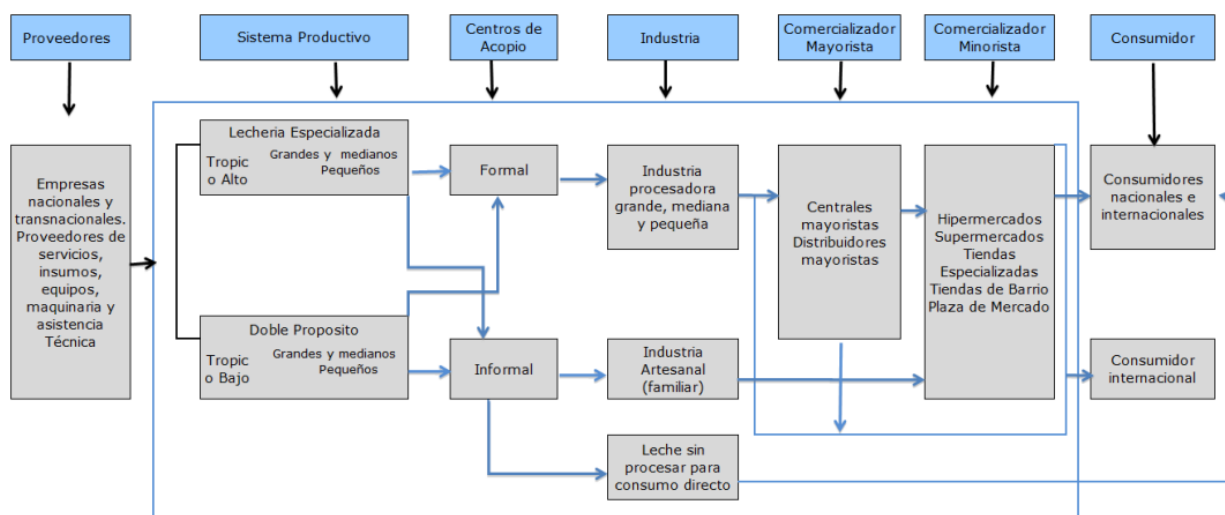 Proveedores
Sistema Productivo
Centros de
Acopio
Industria
Comercializador
Mayorista
Comercializador
Minorista
Consumidor
Empresas
nacionales y
transnacionales.
Proveedores de
servicios,
insumos,
equipos,
maquinaria y
asistencia
Técnica
Lecheria Especializada
Tropic
o Alto
Grandes y medianos
Pequeños
Doble Proposito
Tropic
o Bajo
Grandes y medianos
Pequeños
Formal
Informal
Industria
procesadora
grande, mediana
y pequeña
Industria
Artesanal
(familiar)
Leche sin
procesar para
consumo directo
Centrales
mayoristas
Distribuidores
mayoristas
Hipermercados
Supermercados
Tiendas
Especializadas
Tiendas de Barrio
Plaza de Mercado
Consumidores
nacionales e
internacionales
Consumidor
internacional